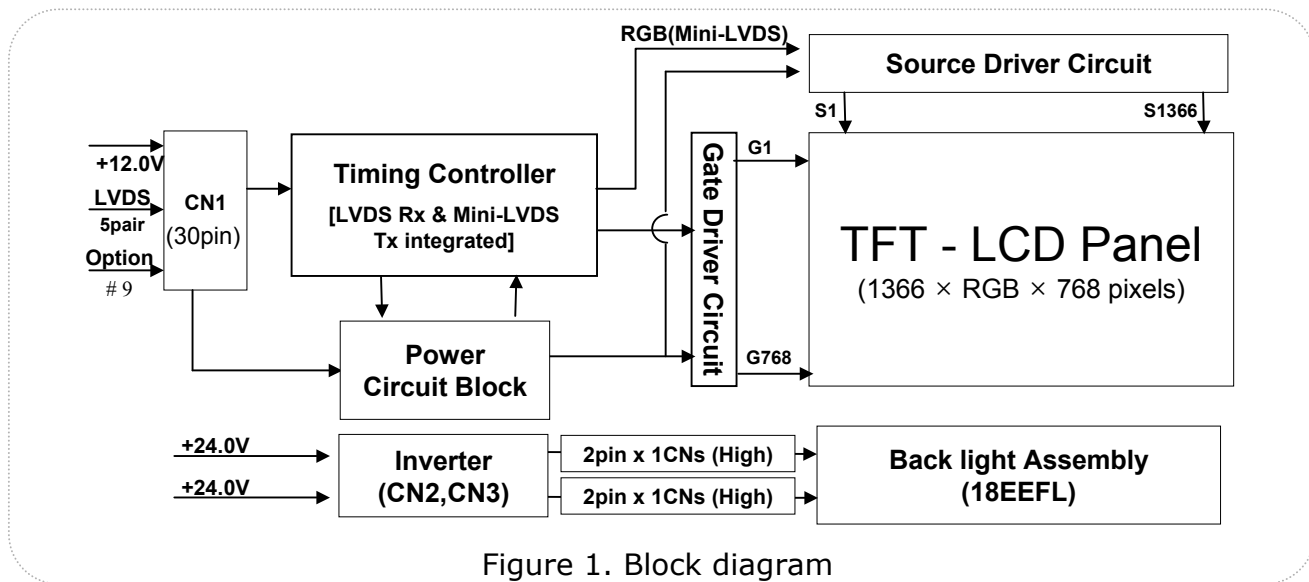 RGB(Mini-LVDS)
Source Driver Circuit
S1
S1366
+12.0V
LVDS
5pair
Option
# 9
CN1
(30pin)
Timing Controller
[LVDS Rx & Mini-LVDS
Tx integrated]
Power
Circuit Block
Gate Driver Circuit
G1
G768
TFT - LCD Panel
(1366 × RGB × 768 pixels)
+24.0V
+24.0V
Inverter
(CN2,CN3)
2pin x 1CNs (High)
2pin x 1CNs (High)
Back light Assembly
(18EEFL)
Figure 1. Block diagram